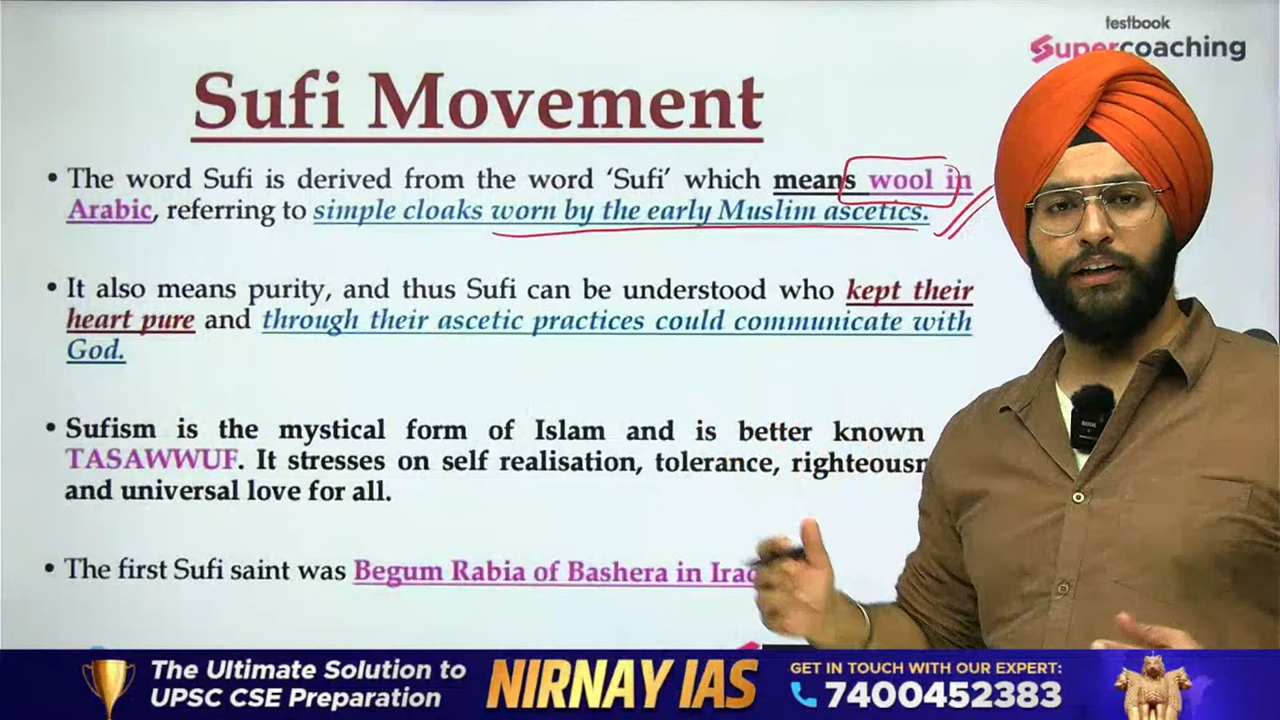 testbook
Supercoaching
Sufi Movement
• The word Sufi is derived from the word ‘Sufi’ which means wool in
Arabic, referring to simple cloaks worn by the early Muslim ascetics.
• It also means purity, and thus Sufi can be understood who kept their
heart pure and through their ascetic practices could communicate with
God.
• Sufism is the mystical form of Islam and is better known
TASAWWUF. It stresses on self realisation, tolerance, righteousn
and universal love for all.
• The first Sufi saint was Begum Rabia of Bashera in Iraq
The Ultimate Solution to
UPSC CSE Preparation
NIRNAY IAS
GET IN TOUCH WITH OUR EXPERT:
7400452383